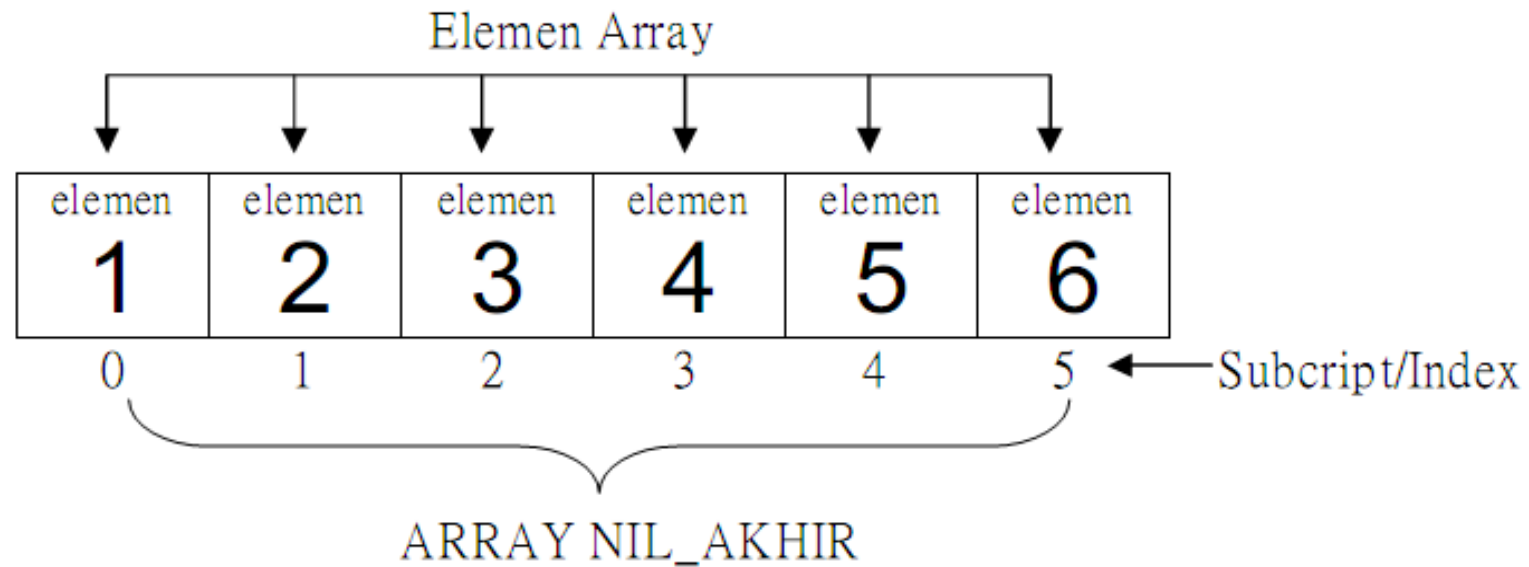 Elemen Array
elemen elemen elemen elemen elemen elemen
1 2 3 4 5 6
0 1 2 3 4 5 Subcript/Index
ARRAY NIL_AKHIR